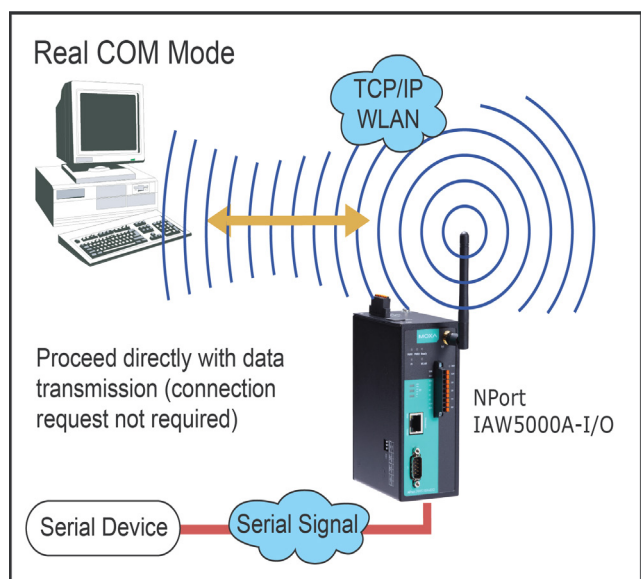 Real COM Mode
TCP/IP
WLAN
MOXA
Proceed directly with data
transmission (connection
request not required)
NPort
IAW5000A-I/O
Serial Device
Serial Signal